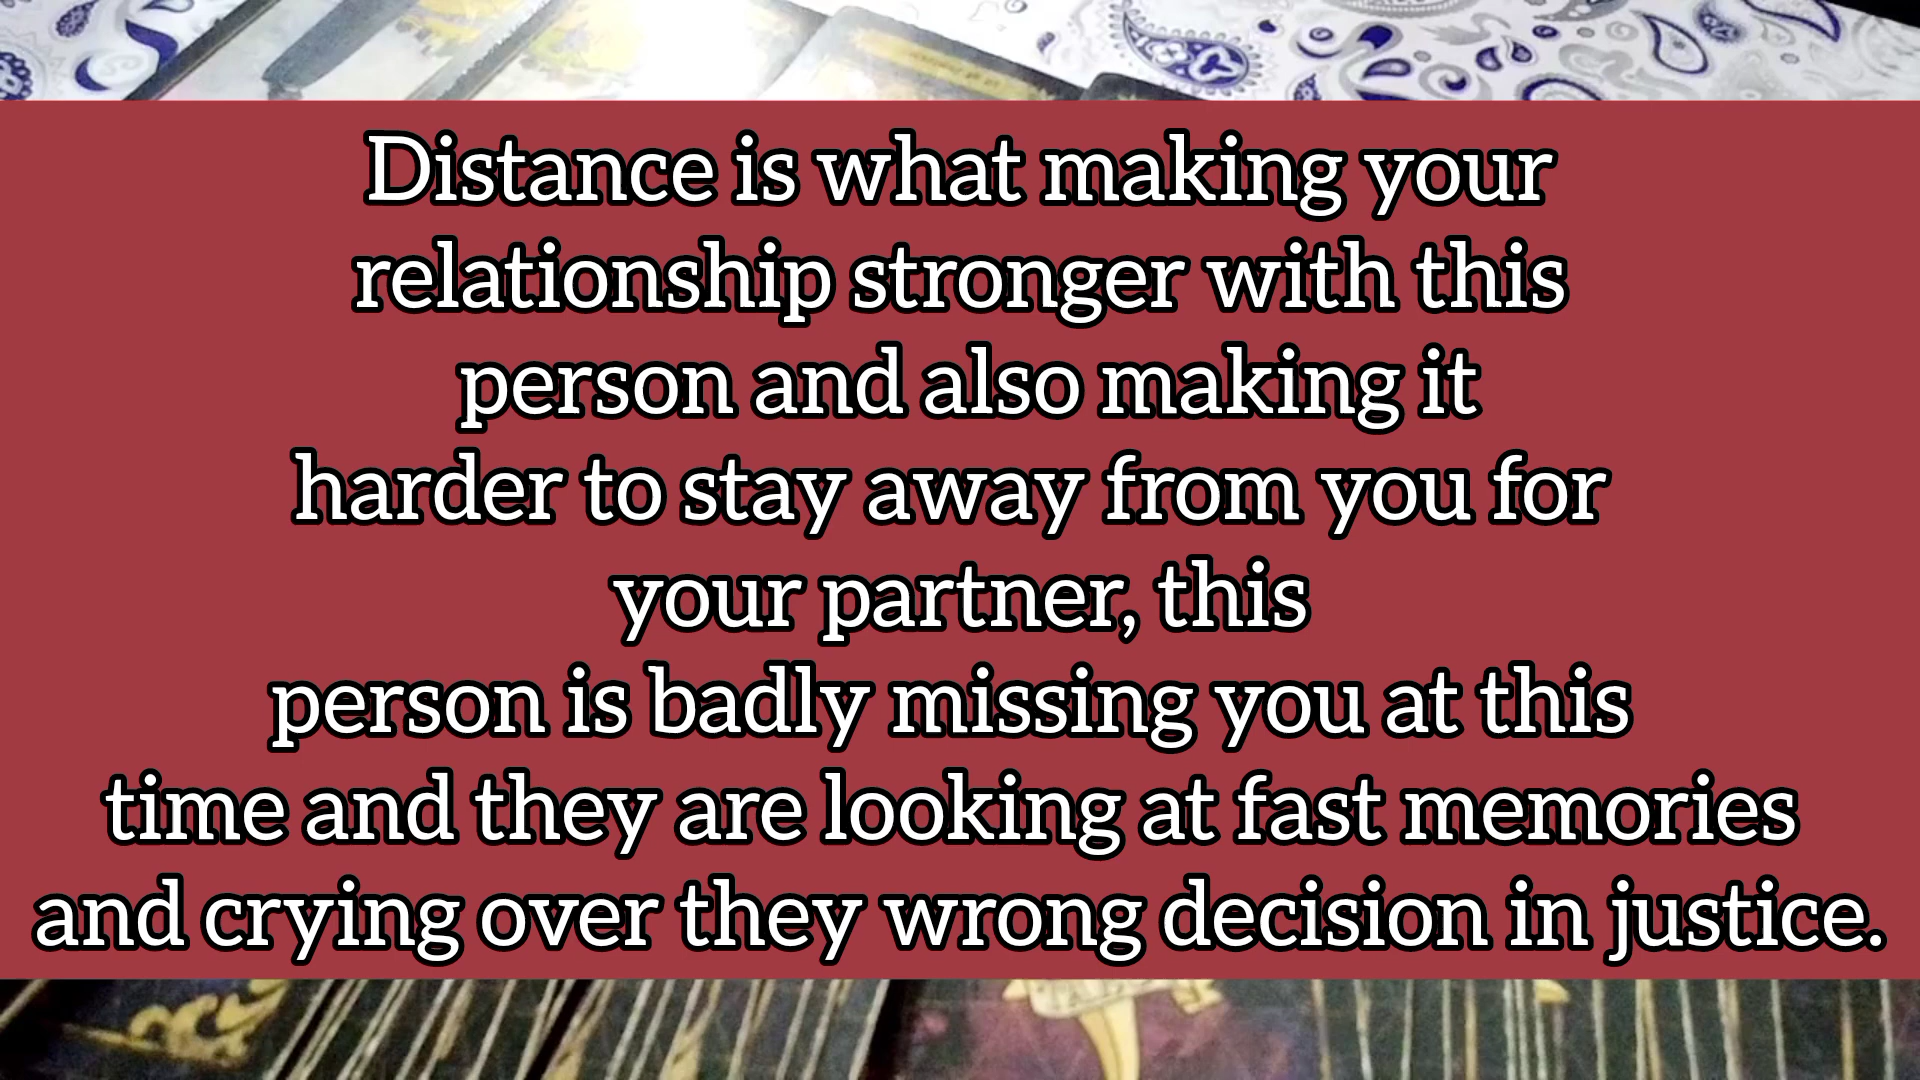 Distance is what making your
relationship stronger with this
person and also making it
harder to stay away from you for
your partner, this
person is badly missing you at this
time and they are looking at fast memories
and crying over they wrong decision in justice.